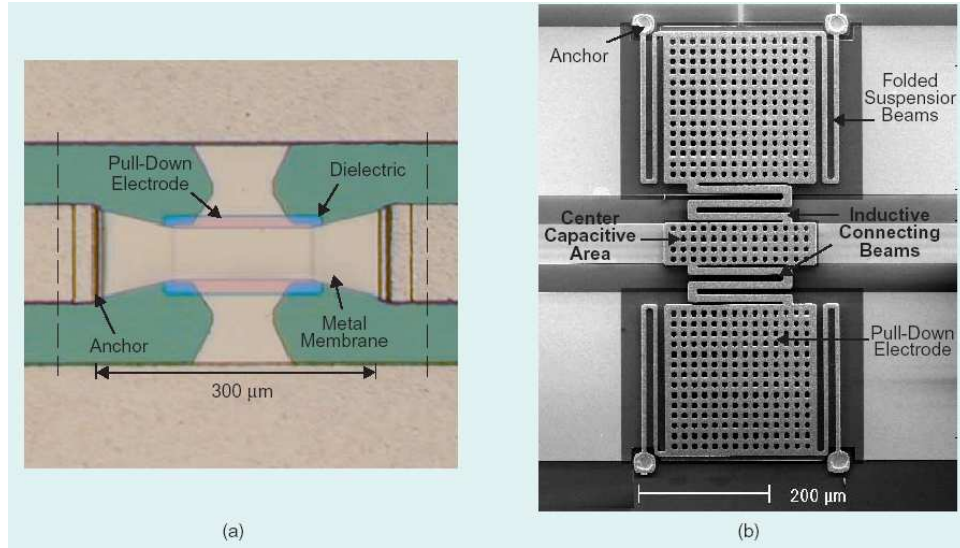 Pull-Down
Electrode
Dielectric
Anchor
Metal
Membrane
300 µm
(a)
Anchor
Folded
Suspension
Beams
Center
Capacitive
Area
Inductive
Connecting
Beams
Pull-Down
Electrode
200 µm
(b)